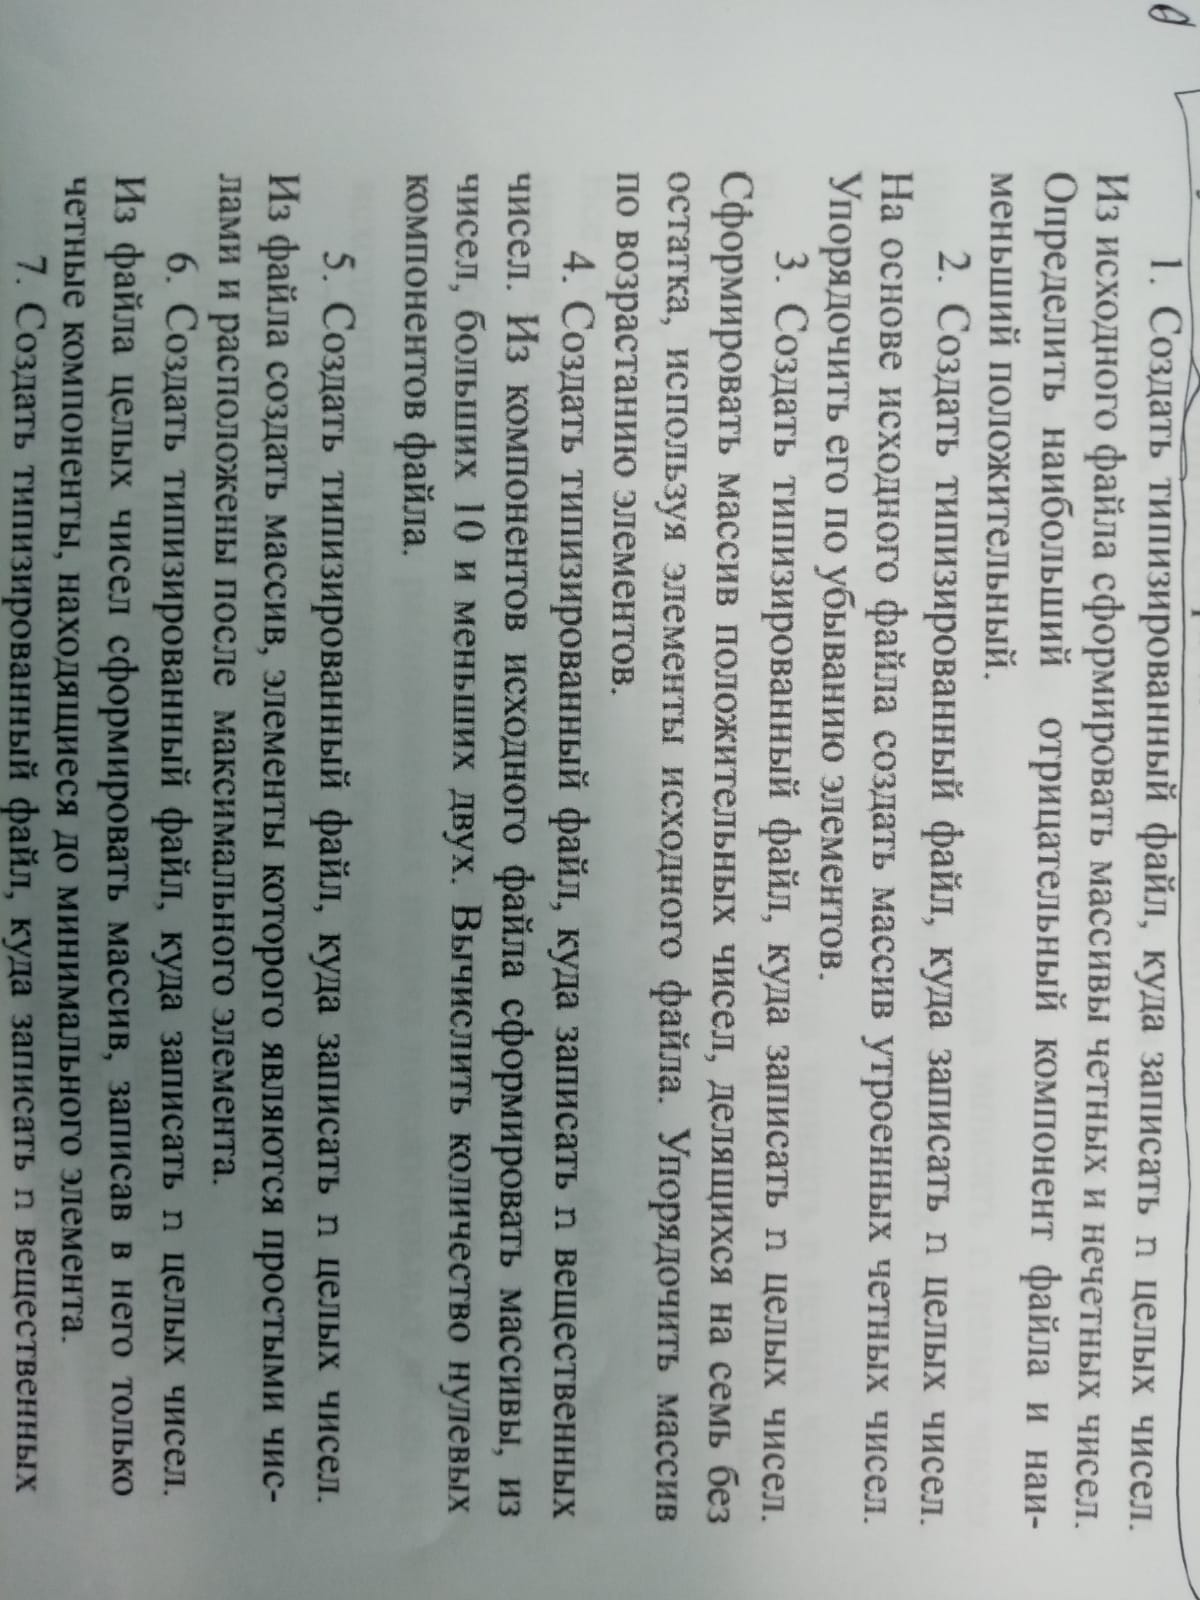 1. Создать типизированный файл, куда записать n целых чисел.
Из исходного файла сформировать массивы четных и нечетных чисел.
Определить наибольший отрицательный компонент файла и наи-
меньший положительный.
2. Создать типизированный файл, куда записать n целых чисел.
На основе исходного файла создать массив утроенных четных чисел.
Упорядочить его по убыванию элементов.
3. Создать типизированный файл, куда записать n целых чисел.
Сформировать массив положительных чисел, делящихся на семь без
остатка, используя элементы исходного файла. Упорядочить массив
по возрастанию элементов.
4. Создать типизированный файл, куда записать n вещественных
чисел. Из компонентов исходного файла сформировать массивы, из
чисел, больших 10 и меньших двух. Вычислить количество нулевых
компонентов файла.
5. Создать типизированный файл, куда записать n целых чисел.
Из файла создать массив, элементы которого являются простыми чис-
лами и расположены после максимального элемента.
6. Создать типизированный файл, куда записать n целых чисел.
Из файла целых чисел сформировать массив, записав в него только
четные компоненты, находящиеся до минимального элемента.
7. Создать типизированный файл, куда записать n вещественных